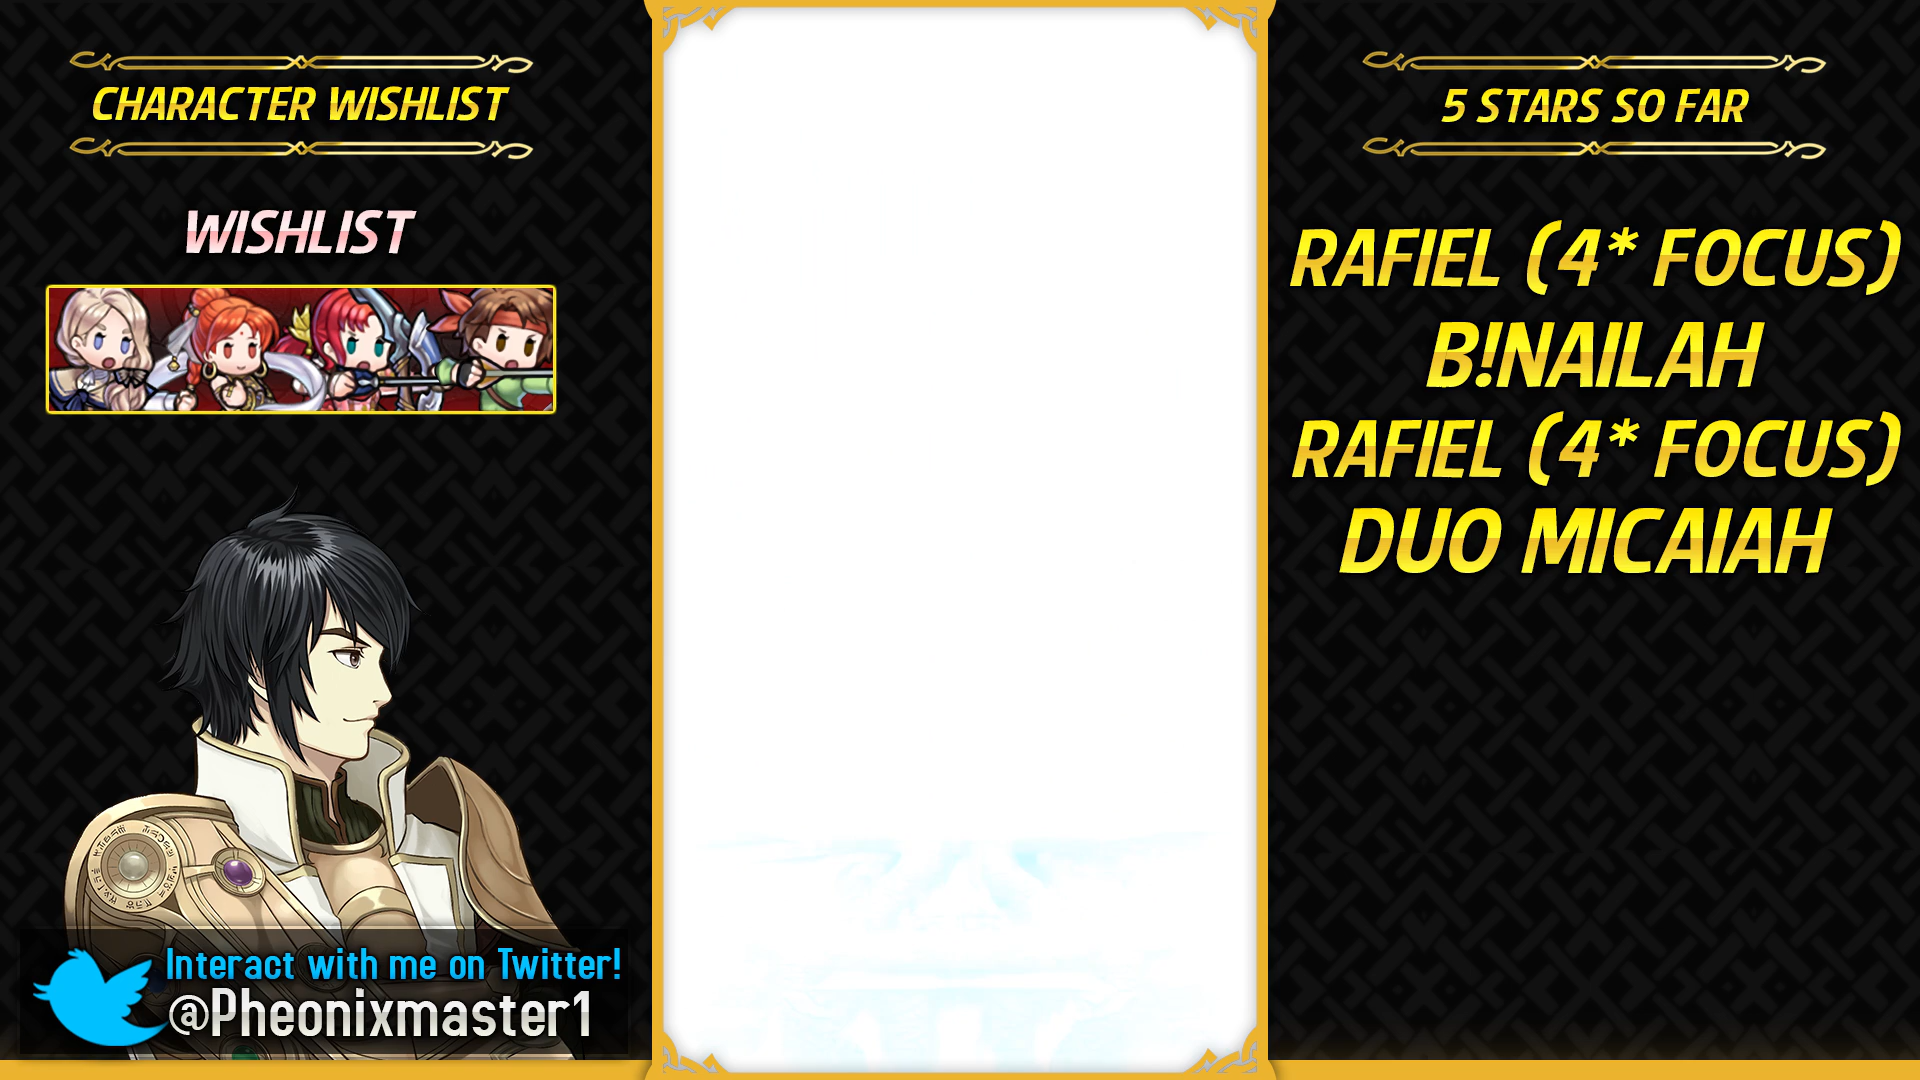 CHARACTER WISHLIST
WISHLIST
Interact with me on Twitter!
@Pheonixmaster1
5 STARS SO FAR
RAFIEL (4* FOCUS)
B!NAILAH
RAFIEL (4* FOCUS)
DUO MICAIAH